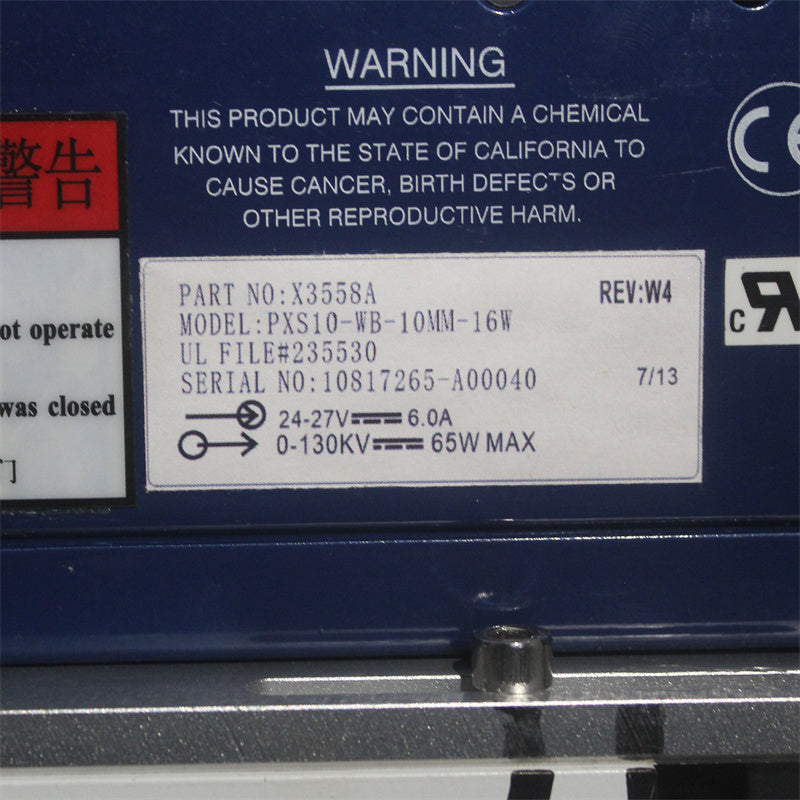 WARNING
THIS PRODUCT MAY CONTAIN A CHEMICAL
KNOWN TO THE STATE OF CALIFORNIA TO
CAUSE CANCER, BIRTH DEFECTS OR
OTHER REPRODUCTIVE HARM.
CE
警告
ot operate
was closed
门
PART NO:X3558A
REV:W4
MODEL:PXS10-WB-10MM-16W
UL FILE#235530
SERIAL NO:10817265-A00040
7/13
24-27V 6.0A
0-130KV 65W MAX
c